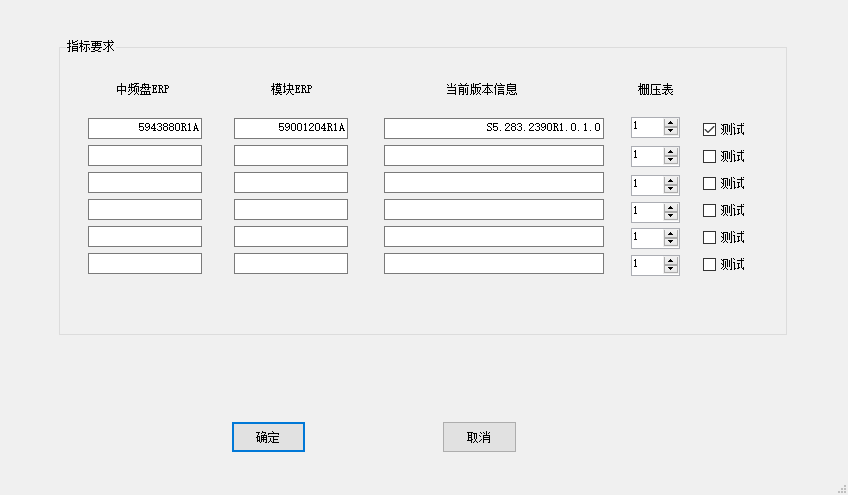 指标要求
中频盘ERP 模块ERP 当前版本信息 栅压表
5943880R1A 59001204R1A S5.283.2390R1.0.1.0 1 测试
1 测试
1 测试
1 测试
1 测试
1 测试
确定 取消